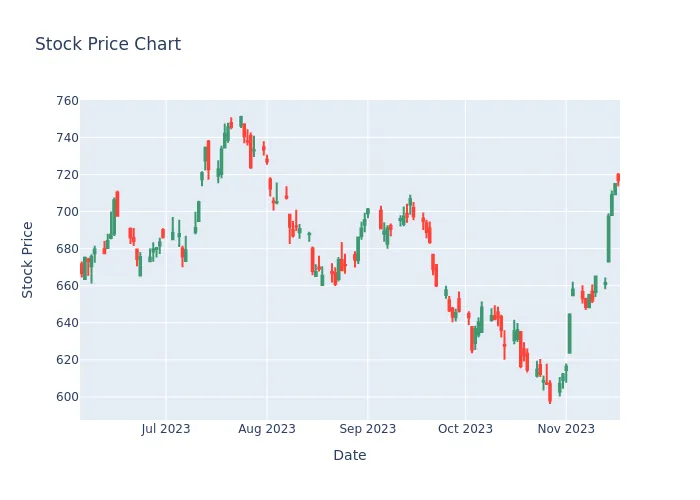 Stock Price Chart
760
740
720
700
680
660
640
620
600
Stock Price
Jul 2023
Aug 2023
Sep 2023
Oct 2023
Nov 2023
Date